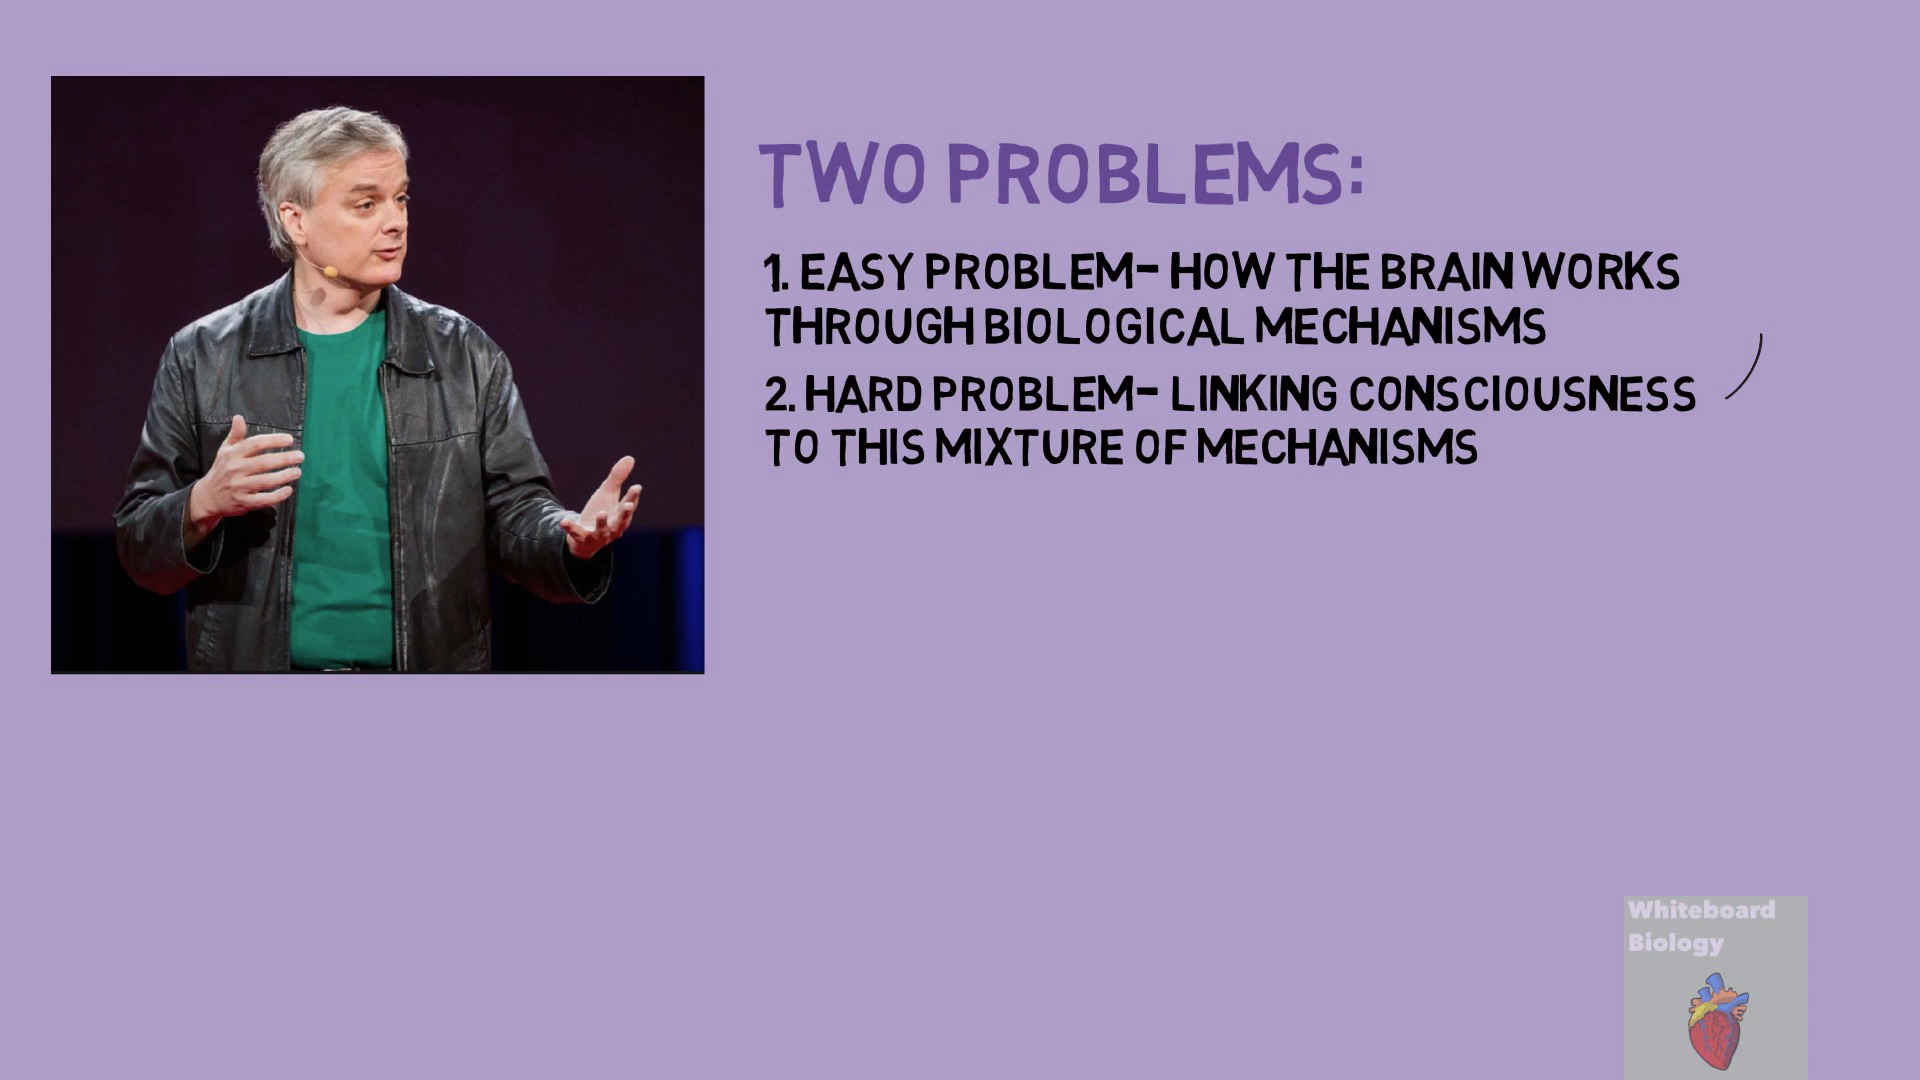 TWO PROBLEMS:
1. EASY PROBLEM- HOW THE BRAIN WORKS
THROUGH BIOLOGICAL MECHANISMS
2. HARD PROBLEM- LINKING CONSCIOUSNESS
TO THIS MIXTURE OF MECHANISMS
Whiteboard
Biology